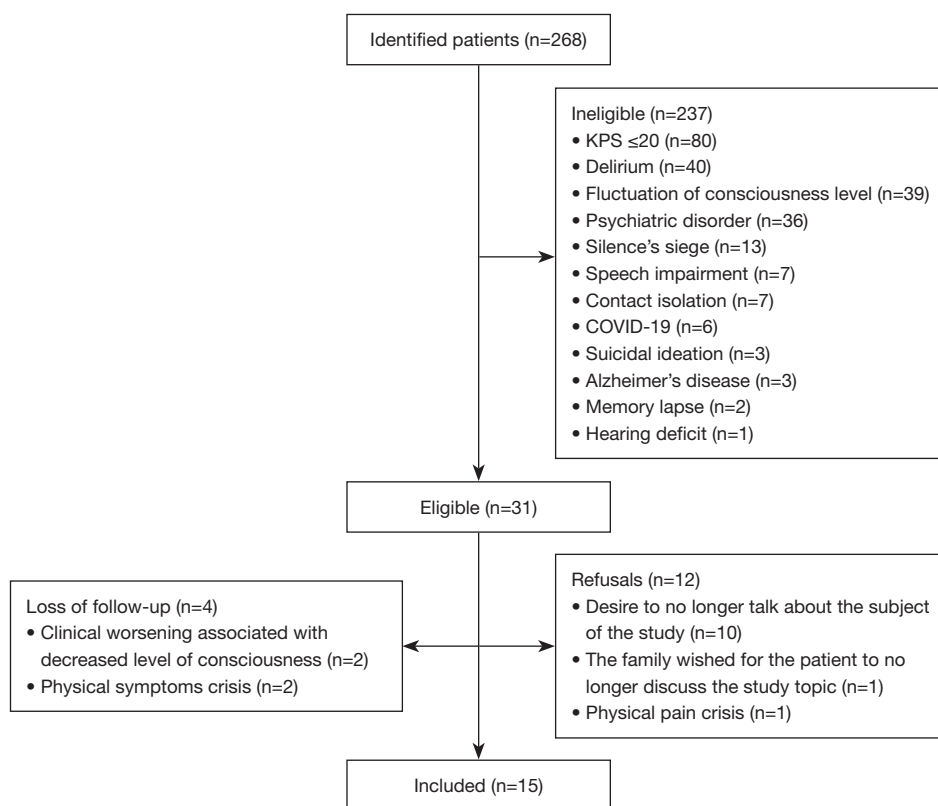 Identified patients (n=268)
Ineligible (n=237)
• KPS ≤20 (n=80)
• Delirium (n=40)
• Fluctuation of consciousness level (n=39)
• Psychiatric disorder (n=36)
• Silence's siege (n=13)
• Speech impairment (n=7)
• Contact isolation (n=7)
• COVID-19 (n=6)
• Suicidal ideation (n=3)
• Alzheimer's disease (n=3)
• Memory lapse (n=2)
• Hearing deficit (n=1)
Eligible (n=31)
Loss of follow-up (n=4)
• Clinical worsening associated with
decreased level of consciousness (n=2)
• Physical symptoms crisis (n=2)
Refusals (n=12)
• Desire to no longer talk about the subject
of the study (n=10)
• The family wished for the patient to no
longer discuss the study topic (n=1)
• Physical pain crisis (n=1)
Included (n=15)